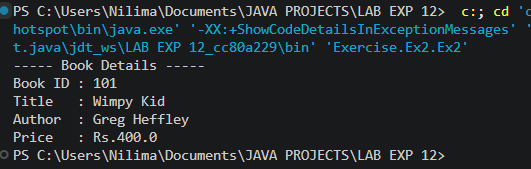 PS C:\Users\Nilima\Documents\JAVA PROJECTS\LAB EXP 12>  c:; cd '
hotspot\bin\java.exe' '-XX:+ShowCodeDetailsInExceptionMessages' '
t.java\jdt_ws\LAB EXP 12_cc80a229\bin' 'Exercise.Ex2.Ex2'
----- Book Details -----
Book ID : 101
Title   : Wimpy Kid
Author  : Greg Heffley
Price   : Rs.400.0
PS C:\Users\Nilima\Documents\JAVA PROJECTS\LAB EXP 12>